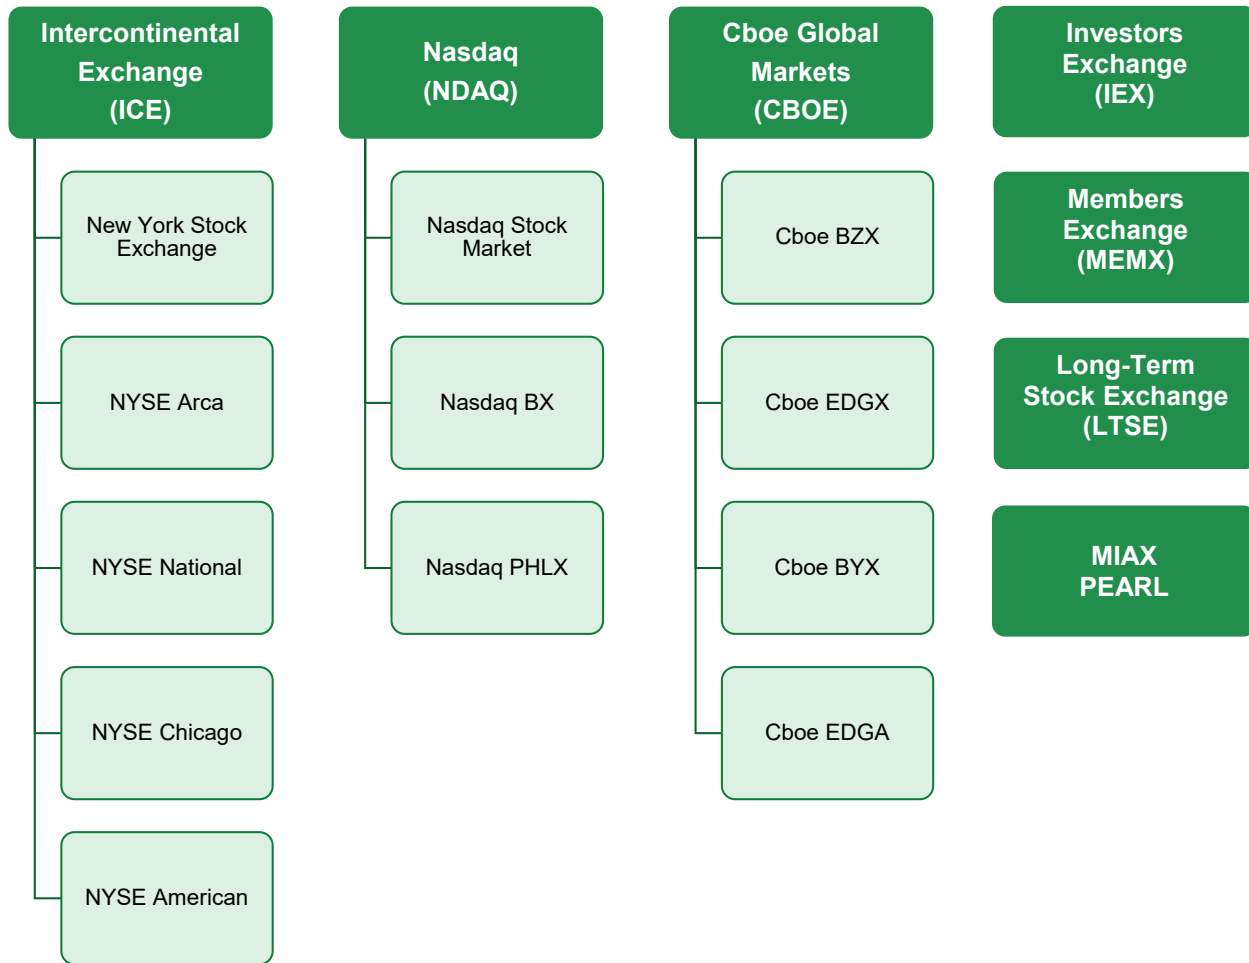 Intercontinental
Exchange
(ICE)
New York Stock
Exchange
NYSE Arca
NYSE National
NYSE Chicago
NYSE American
Nasdaq
(NDAQ)
Nasdaq Stock
Market
Nasdaq BX
Nasdaq PHLX
Cboe Global
Markets
(CBOE)
Cboe BZX
Cboe EDGX
Cboe BYX
Cboe EDGA
Investors
Exchange
(IEX)
Members
Exchange
(MEMX)
Long-Term
Stock Exchange
(LTSE)
MIAX
PEARL